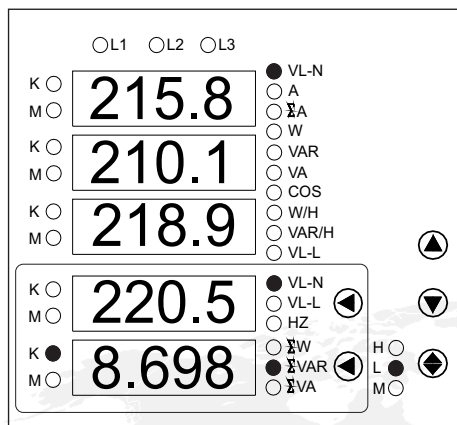 L1 L2 L3
K 215.8 VL-N
M A
ΣA
K 210.1 W
M VAR
VA
K 218.9 COS
M W/H
VAR/H
VL-L
K 220.5 VL-N
M VL-L
HZ
K 8.698 ΣW H
ΣVAR L
M ΣVA M